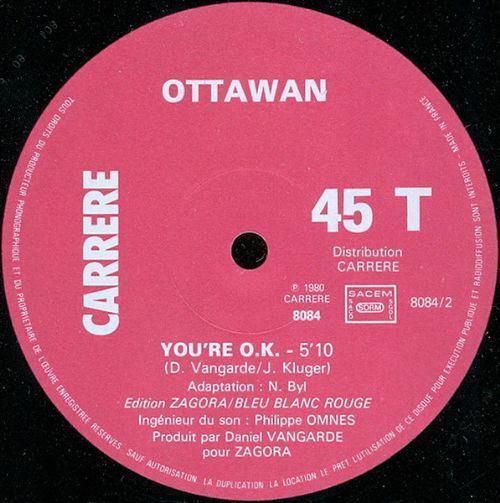 OTTAWAN
CARRERE
45 T
Distribution
CARRERE
℗ 1980
CARRERE
8084
SACEM
SACD
SDRM
SGDL
8084/2
YOU'RE O.K. - 5'10
(D. Vangarde/J. Kluger)
Adaptation : N. Byl
Edition ZAGORA/BLEU BLANC ROUGE
Ingénieur du son : Philippe OMNES
Produit par Daniel VANGARDE
pour ZAGORA
TOUS DROITS DU PRODUCTEUR PHONOGRAPHIQUE ET DU PROPRIETAIRE DE L'ŒUVRE ENREGISTREE RESERVES. SAUF AUTORISATION LA DUPLICATION LA LOCATION LE PRET L'UTILISATION DE CE DISQUE POUR EXECUTION PUBLIQUE ET RADIODIFFUSION SONT INTERDITS - MADE IN FRANCE